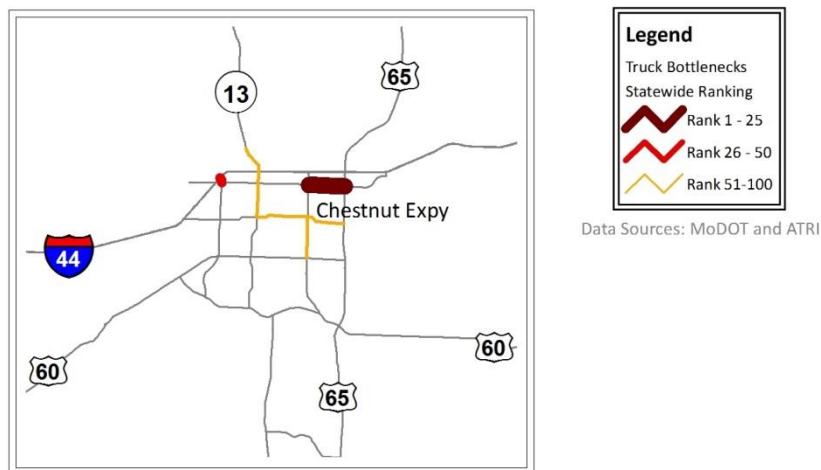 13
65
Chestnut Expy
44
60
60
65
Legend
Truck Bottlenecks
Statewide Ranking
Rank 1 - 25
Rank 26 - 50
Rank 51-100
Data Sources: MoDOT and ATRI